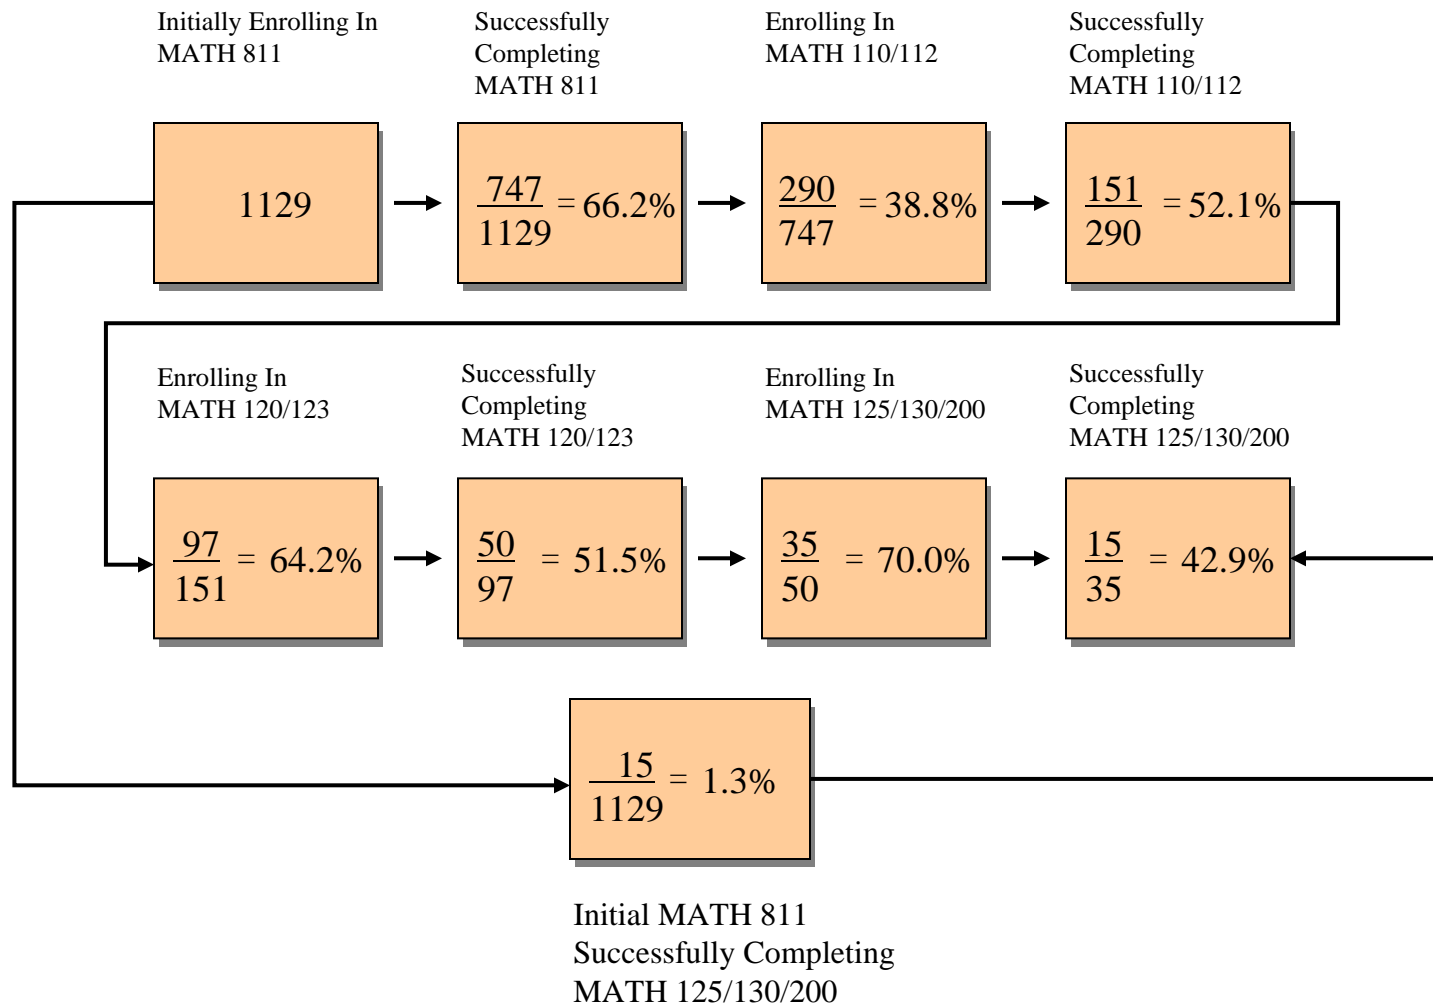 Initially Enrolling In
MATH 811
Successfully
Completing
MATH 811
Enrolling In
MATH 110/112
Successfully
Completing
MATH 110/112
1129
747
1129
= 66.2%
290
747
= 38.8%
151
290
= 52.1%
Enrolling In
MATH 120/123
Successfully
Completing
MATH 120/123
Enrolling In
MATH 125/130/200
Successfully
Completing
MATH 125/130/200
97
151
= 64.2%
50
97
= 51.5%
35
50
= 70.0%
15
35
= 42.9%
15
1129
= 1.3%
Initial MATH 811
Successfully Completing
MATH 125/130/200